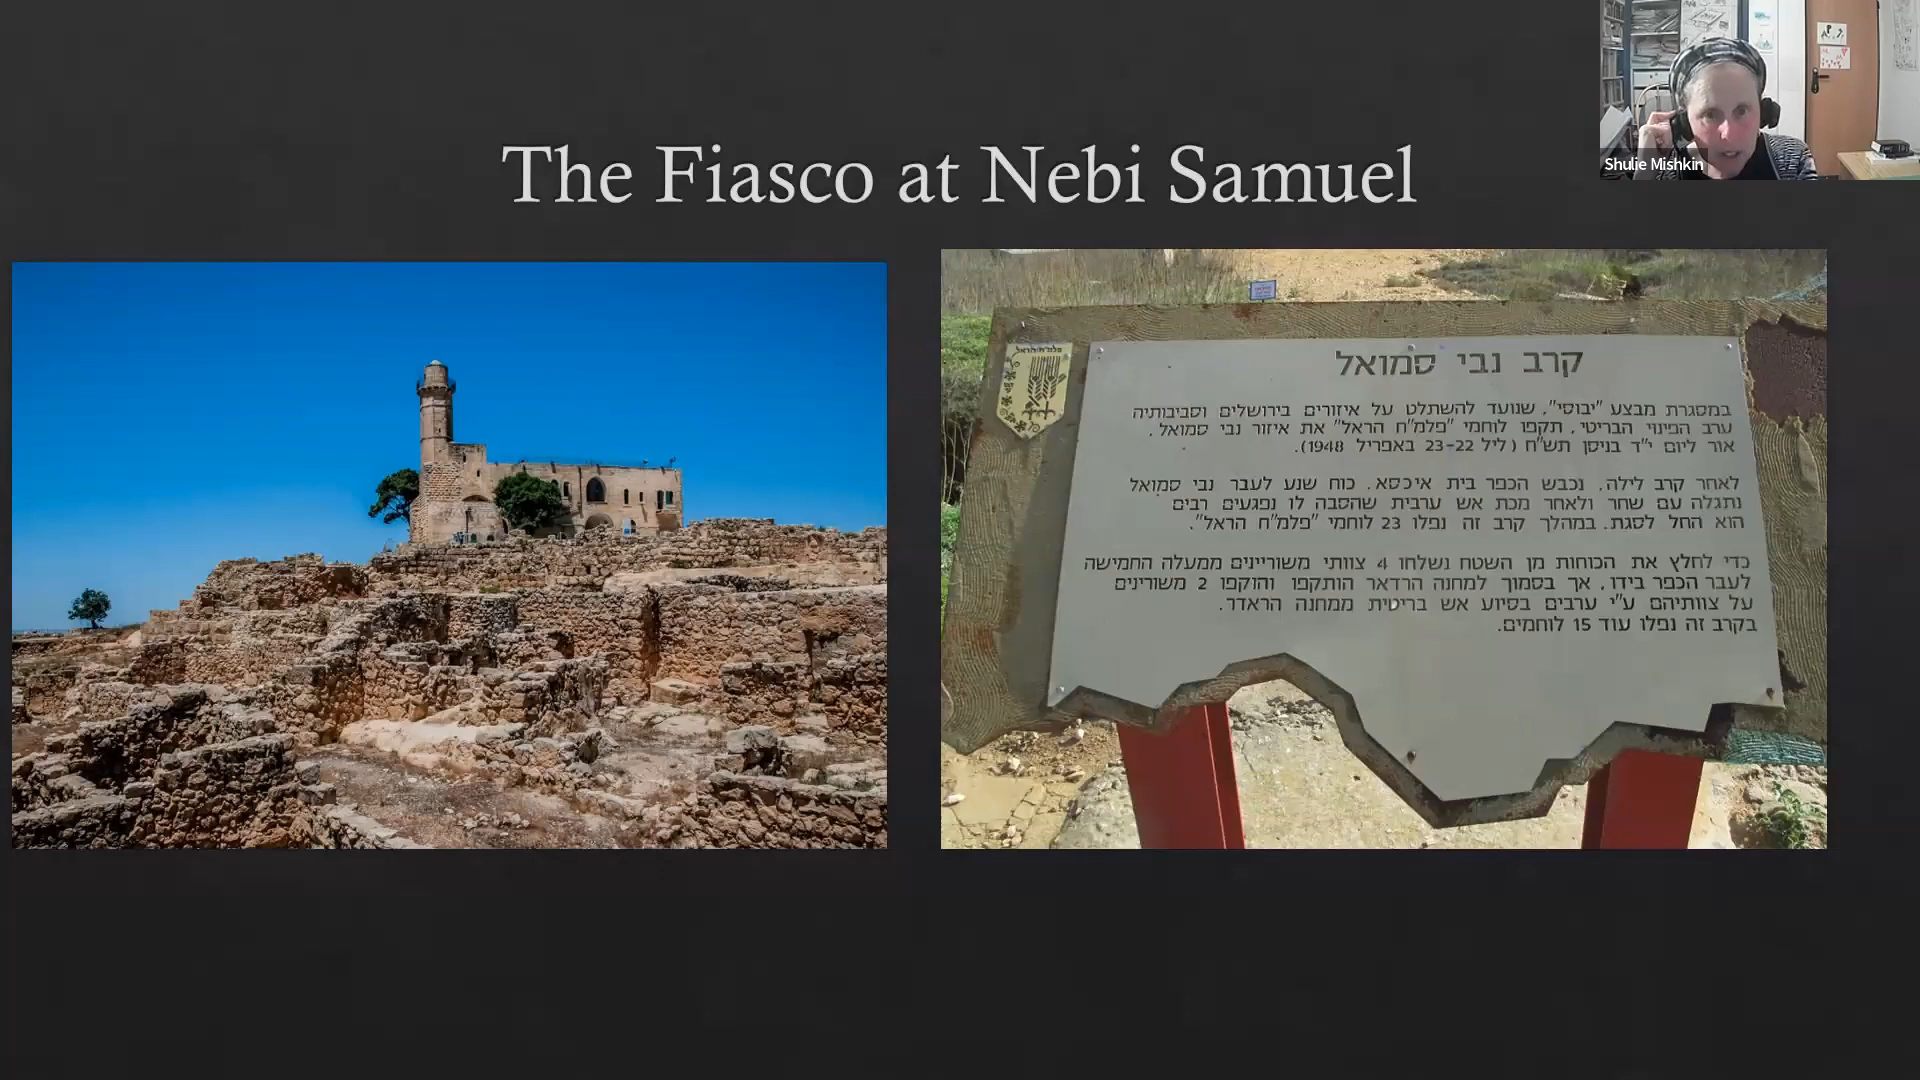 Shulie Mishkin
The Fiasco at Nebi Samuel
פלמ"ח הראל
קרב נבי סמואל
במסגרת מבצע "יבוסי", שנועד להשתלט על איזורים בירושלים וסביבותיה
ערב הפינוי הבריטי, תקפו לוחמי "פלמ"ח הראל" את איזור נבי סמואל.
אור ליום י"ד בניסן תש"ח (ליל 23-22 באפריל 1948).
לאחר קרב לילה, נכבש הכפר בית איכסא. כוח שנע לעבר נבי סמואל
נתגלה עם שחר ולאחר מכת אש ערבית שהסבה לו נפגעים רבים
הוא החל לסגת. במהלך קרב זה נפלו 23 לוחמי "פלמ"ח הראל".
כדי לחלץ את הכוחות מן השטח נשלחו 4 צוותי משוריינים ממעלה החמישה
לעבר הכפר בידו, אך בסמוך למחנה הרדאר הותקפו והוקפו 2 משורינים
על צוותיהם ע"י ערבים בסיוע אש בריטית ממחנה הראדר.
בקרב זה נפלו עוד 15 לוחמים.